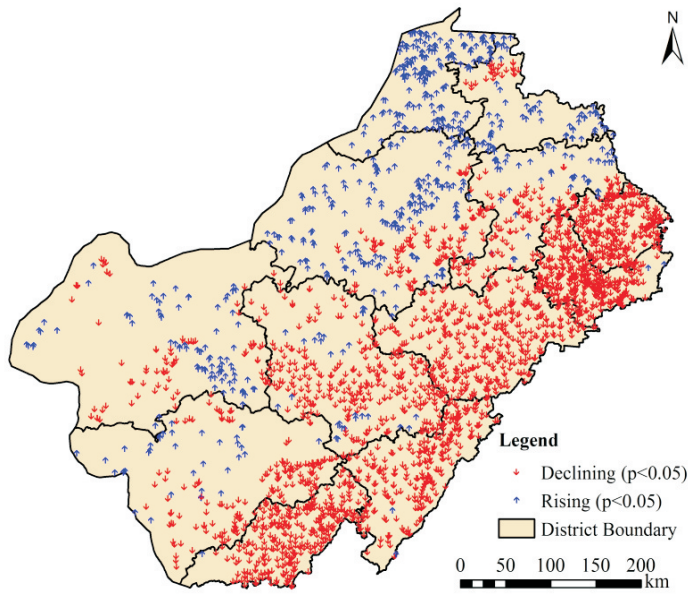 N
Legend
Declining (p<0.05)
Rising (p<0.05)
District Boundary
0 50 100 150 200
km